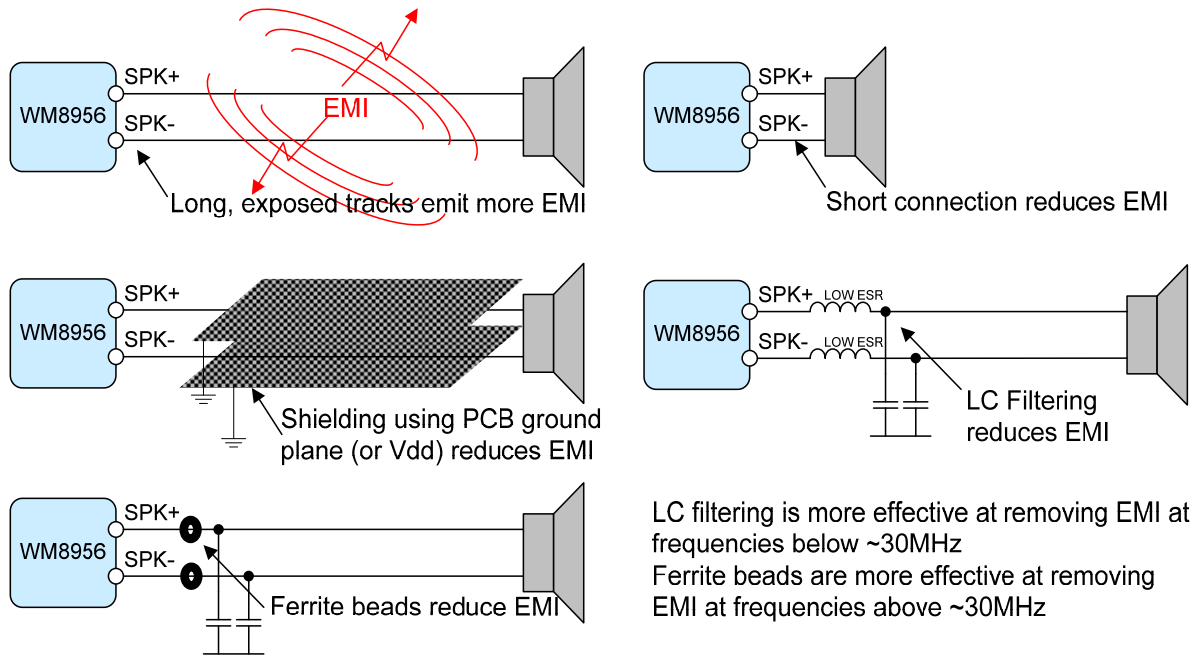 SPK+
WM8956
SPK-
EMI
Long, exposed tracks emit more EMI
SPK+
WM8956
SPK-
Short connection reduces EMI
SPK+
WM8956
SPK-
Shielding using PCB ground
plane (or Vdd) reduces EMI
SPK+
LOW ESR
WM8956
SPK-
LOW ESR
LC Filtering
reduces EMI
SPK+
WM8956
SPK-
Ferrite beads reduce EMI
LC filtering is more effective at removing EMI at
frequencies below ~30MHz
Ferrite beads are more effective at removing
EMI at frequencies above ~30MHz